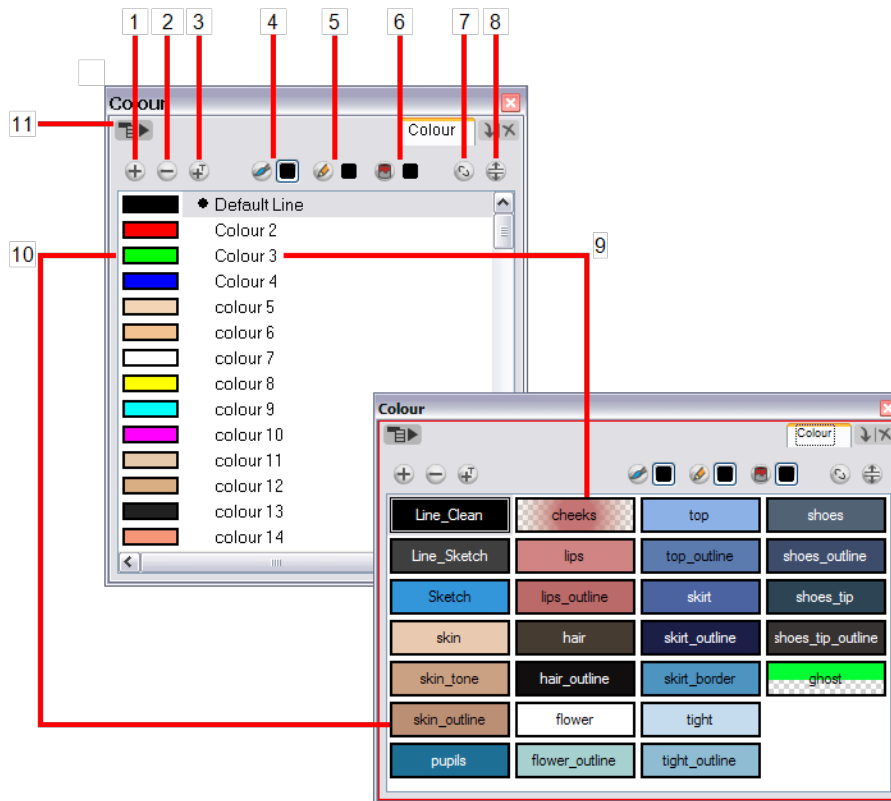 1 2 3 4 5 6 7 8
Colour
11
Colour
Default Line
Colour 2
10
Colour 3
9
Colour 4
colour 5
colour 6
colour 7
colour 8
colour 9
colour 10
colour 11
colour 12
colour 13
colour 14
Colour
Colour
Line_Clean cheeks top shoes
Line_Sketch lips top_outline shoes_outline
Sketch lips_outline skirt shoes_tip
skin hair skirt_outline shoes_tip_outline
skin_tone hair_outline skirt_border ghost
skin_outline flower tight
pupils flower_outline tight_outline